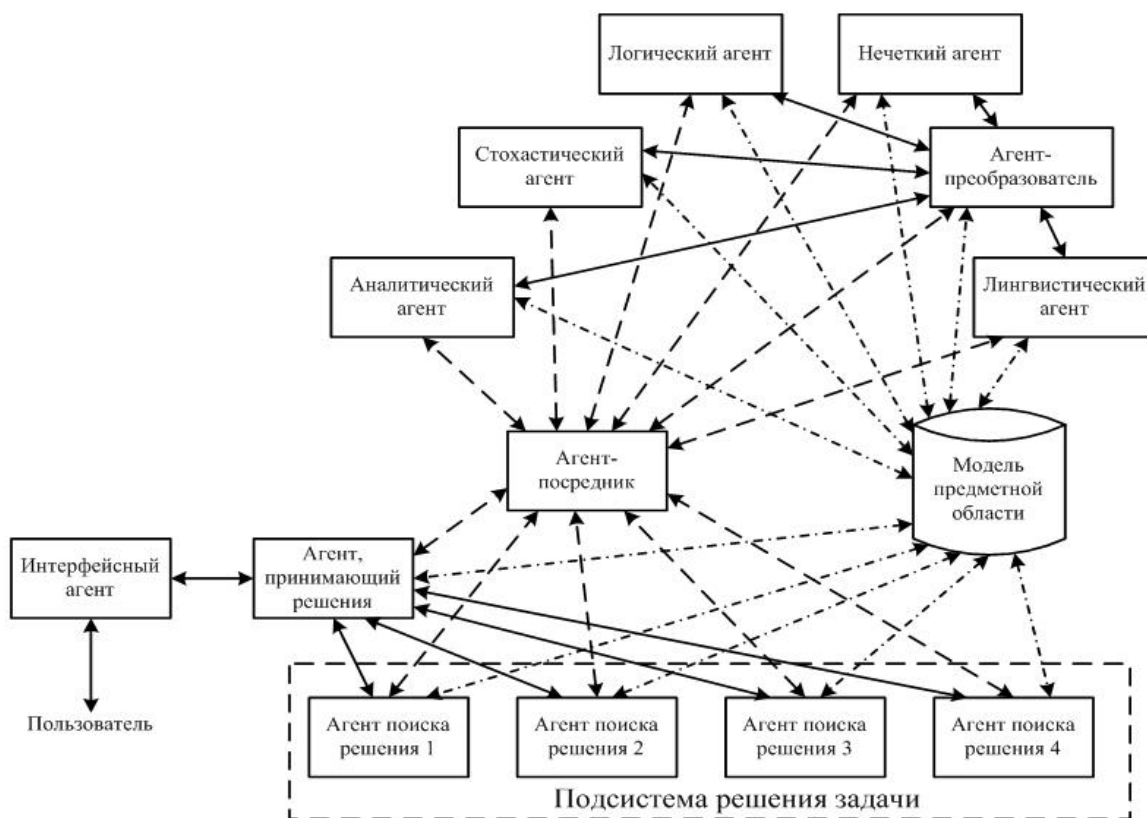 Логический агент
Нечеткий агент
Стохастический
агент
Агент-
преобразователь
Аналитический
агент
Лингвистический
агент
Агент-
посредник
Модель
предметной
области
Интерфейсный
агент
Агент,
принимающий
решения
Пользователь
Агент поиска
решения 1
Агент поиска
решения 2
Агент поиска
решения 3
Агент поиска
решения 4
Подсистема решения задачи